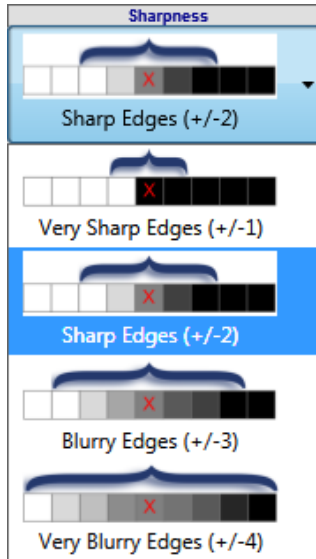 Sharpness
X
Sharp Edges (+/-2)
X
Very Sharp Edges (+/-1)
X
Sharp Edges (+/-2)
X
Blurry Edges (+/-3)
X
Very Blurry Edges (+/-4)